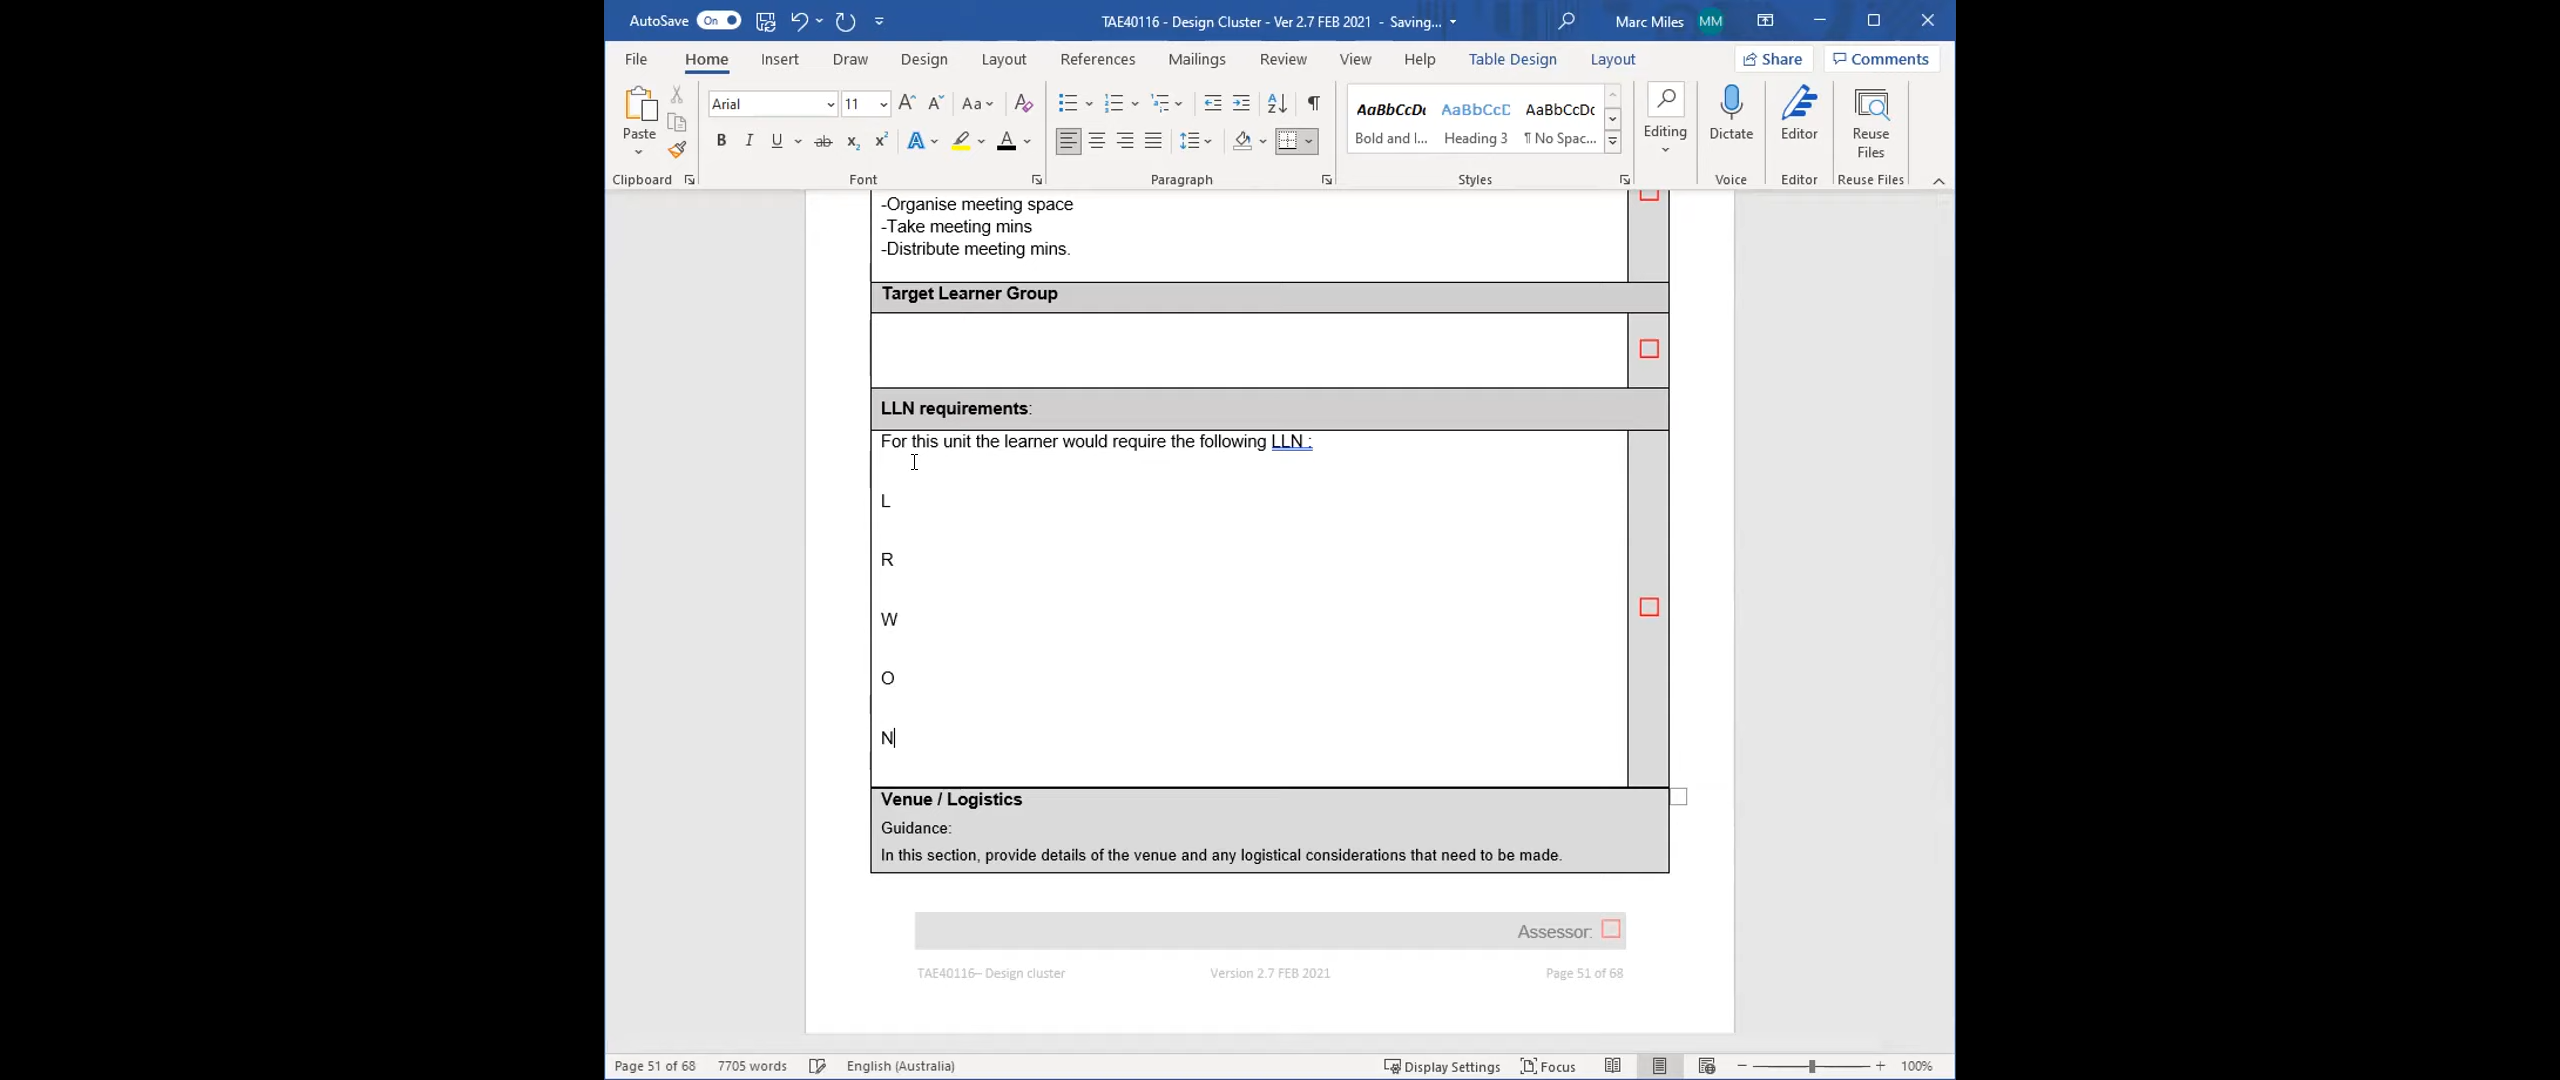 AutoSave On TAE40116 - Design Cluster - Ver 2.7 FEB 2021 - Saving... Marc Miles MM
File Home Insert Draw Design Layout References Mailings Review View Help Table Design Layout Share Comments
Arial 11 Aa
Paste
B I U ab x₂ x² A A
AaBbCcDc AaBbCcD AaBbCcDc
Bold and I... Heading 3 ¶ No Spac...
Editing
Dictate
Editor
Reuse
Files
Clipboard Font Paragraph Styles Voice Editor Reuse Files
-Organise meeting space
-Take meeting mins
-Distribute meeting mins.
Target Learner Group
LLN requirements:
For this unit the learner would require the following LLN :
L
R
W
O
N
Venue / Logistics
Guidance:
In this section, provide details of the venue and any logistical considerations that need to be made.
Assessor:
TAE40116– Design cluster Version 2.7 FEB 2021 Page 51 of 68
Page 51 of 68 7705 words English (Australia) Display Settings Focus 100%